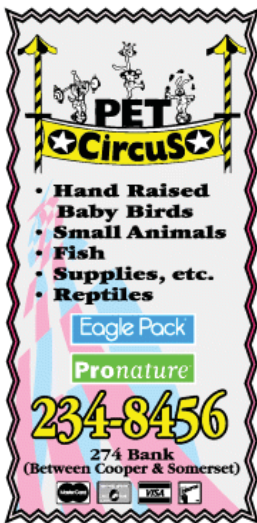 PET
CircuS
• Hand Raised
Baby Birds
• Small Animals
• Fish
• Supplies, etc.
• Reptiles
Eagle Pack
Pronature
234-8456
274 Bank
(Between Cooper & Somerset)
MasterCard VISA